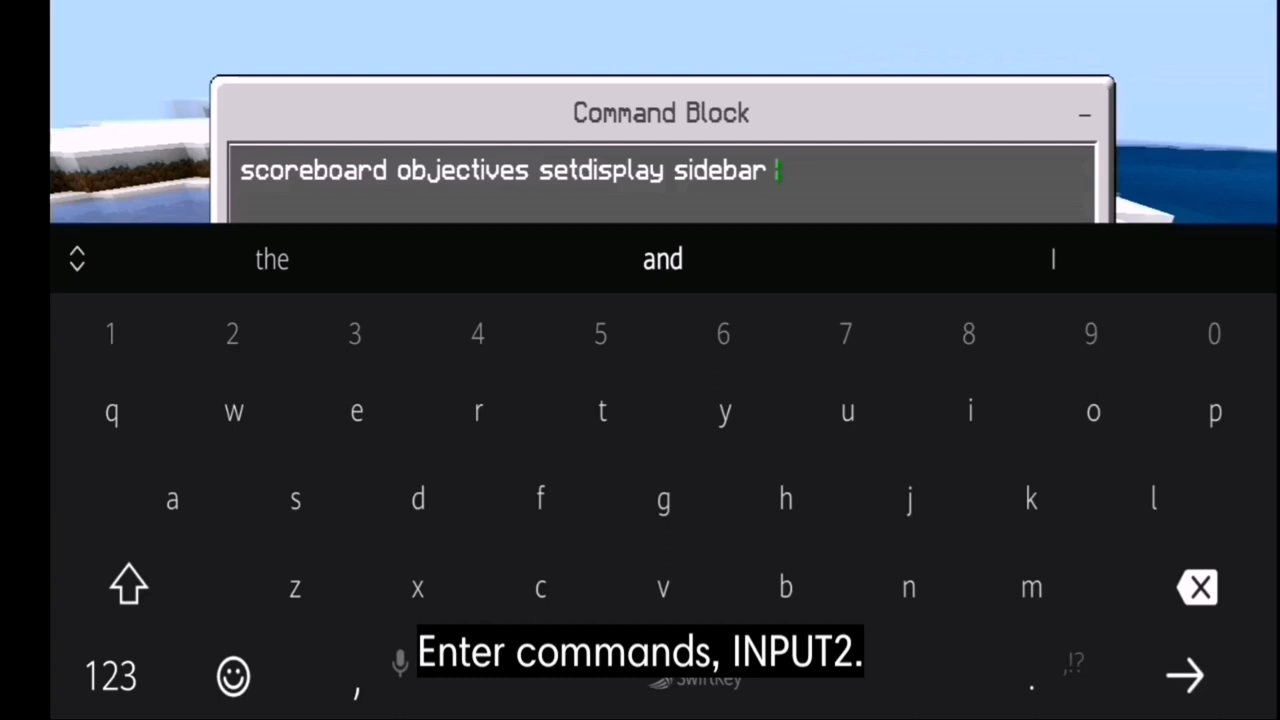 Command Block
scoreboard objectives setdisplay sidebar
the and I
1 2 3 4 5 6 7 8 9 0
q w e r t y u i o p
a s d f g h j k l
z x c v b n m
Enter commands, INPUT2.
123 , . ,!?
SwiftKey